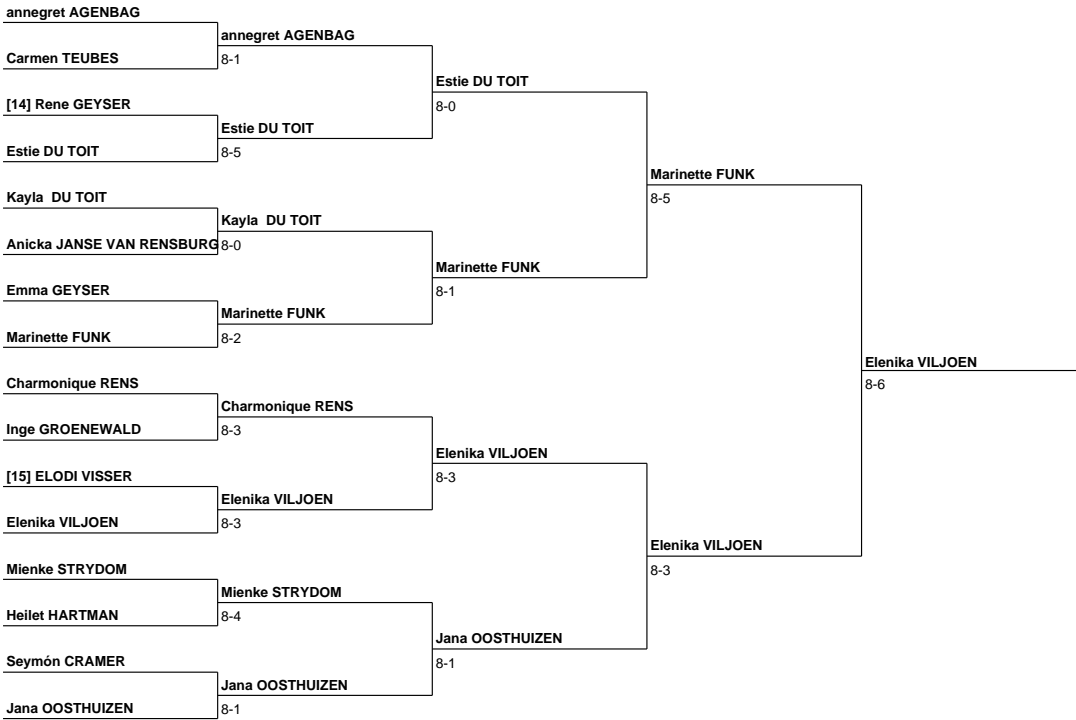 annegret AGENBAG
annegret AGENBAG
Carmen TEUBES
8-1
Estie DU TOIT
[14] Rene GEYSER
8-0
Estie DU TOIT
Estie DU TOIT
8-5
Marinette FUNK
Kayla DU TOIT
8-5
Kayla DU TOIT
Anicka JANSE VAN RENSBURG
8-0
Marinette FUNK
Emma GEYSER
8-1
Marinette FUNK
Marinette FUNK
8-2
Elenika VILJOEN
Charmonique RENS
8-6
Charmonique RENS
Inge GROENEWALD
8-3
Elenika VILJOEN
[15] ELODI VISSER
8-3
Elenika VILJOEN
Elenika VILJOEN
8-3
Elenika VILJOEN
Mienke STRYDOM
8-3
Mienke STRYDOM
Heilet HARTMAN
8-4
Jana OOSTHUIZEN
Seymón CRAMER
8-1
Jana OOSTHUIZEN
Jana OOSTHUIZEN
8-1